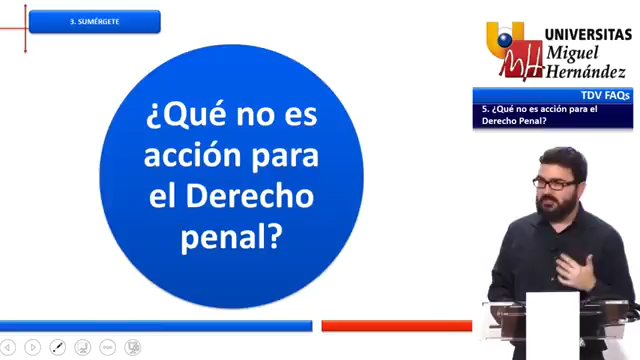 3. SUMÉRGETE
¿Qué no es
acción para
el Derecho
penal?
UNIVERSITAS
Miguel
Hernández
TDV FAQs
5. ¿Qué no es acción para el
Derecho Penal?